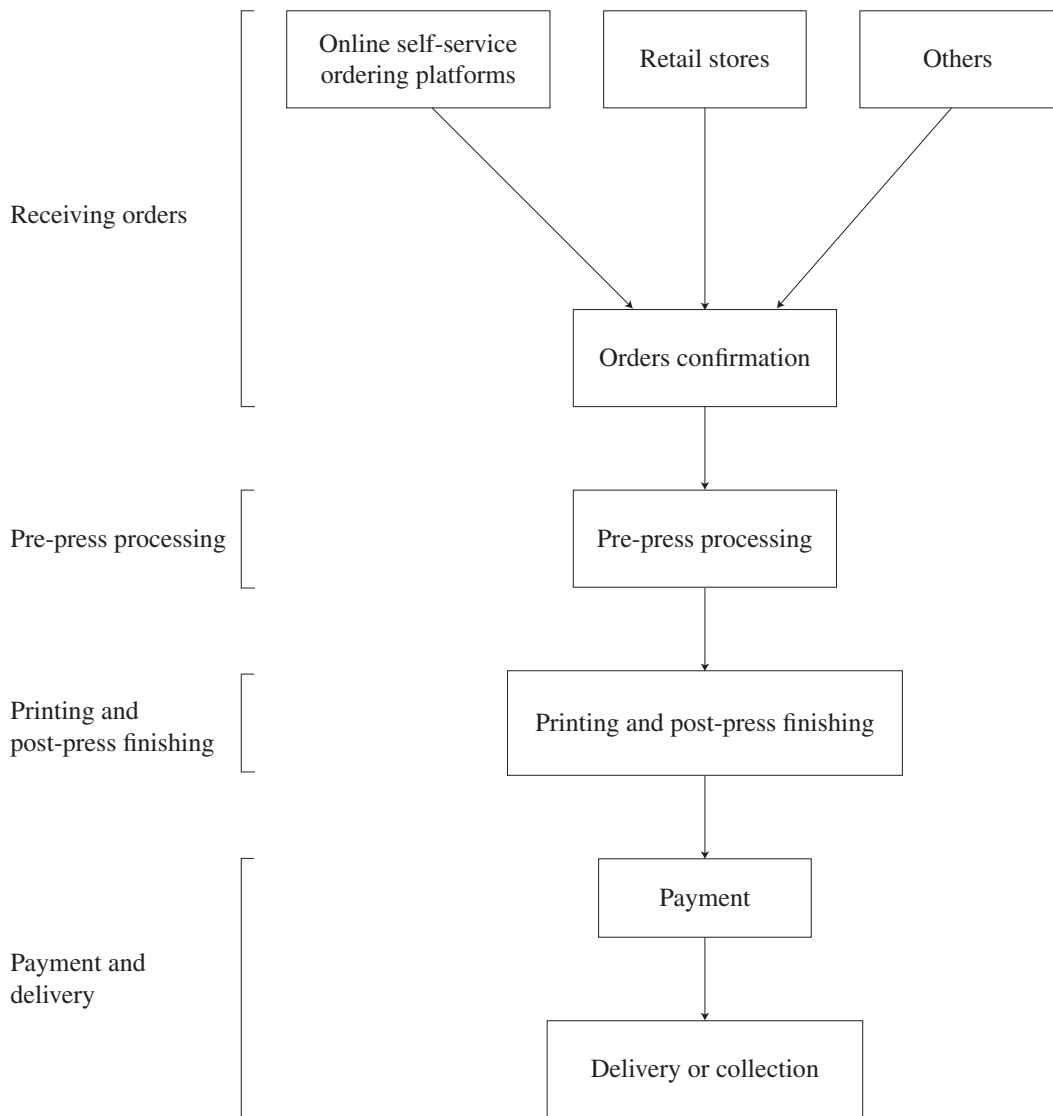 Online self-service
ordering platforms
Retail stores
Others
Receiving orders
Orders confirmation
Pre-press processing
Pre-press processing
Printing and
post-press finishing
Printing and post-press finishing
Payment
Payment and
delivery
Delivery or collection